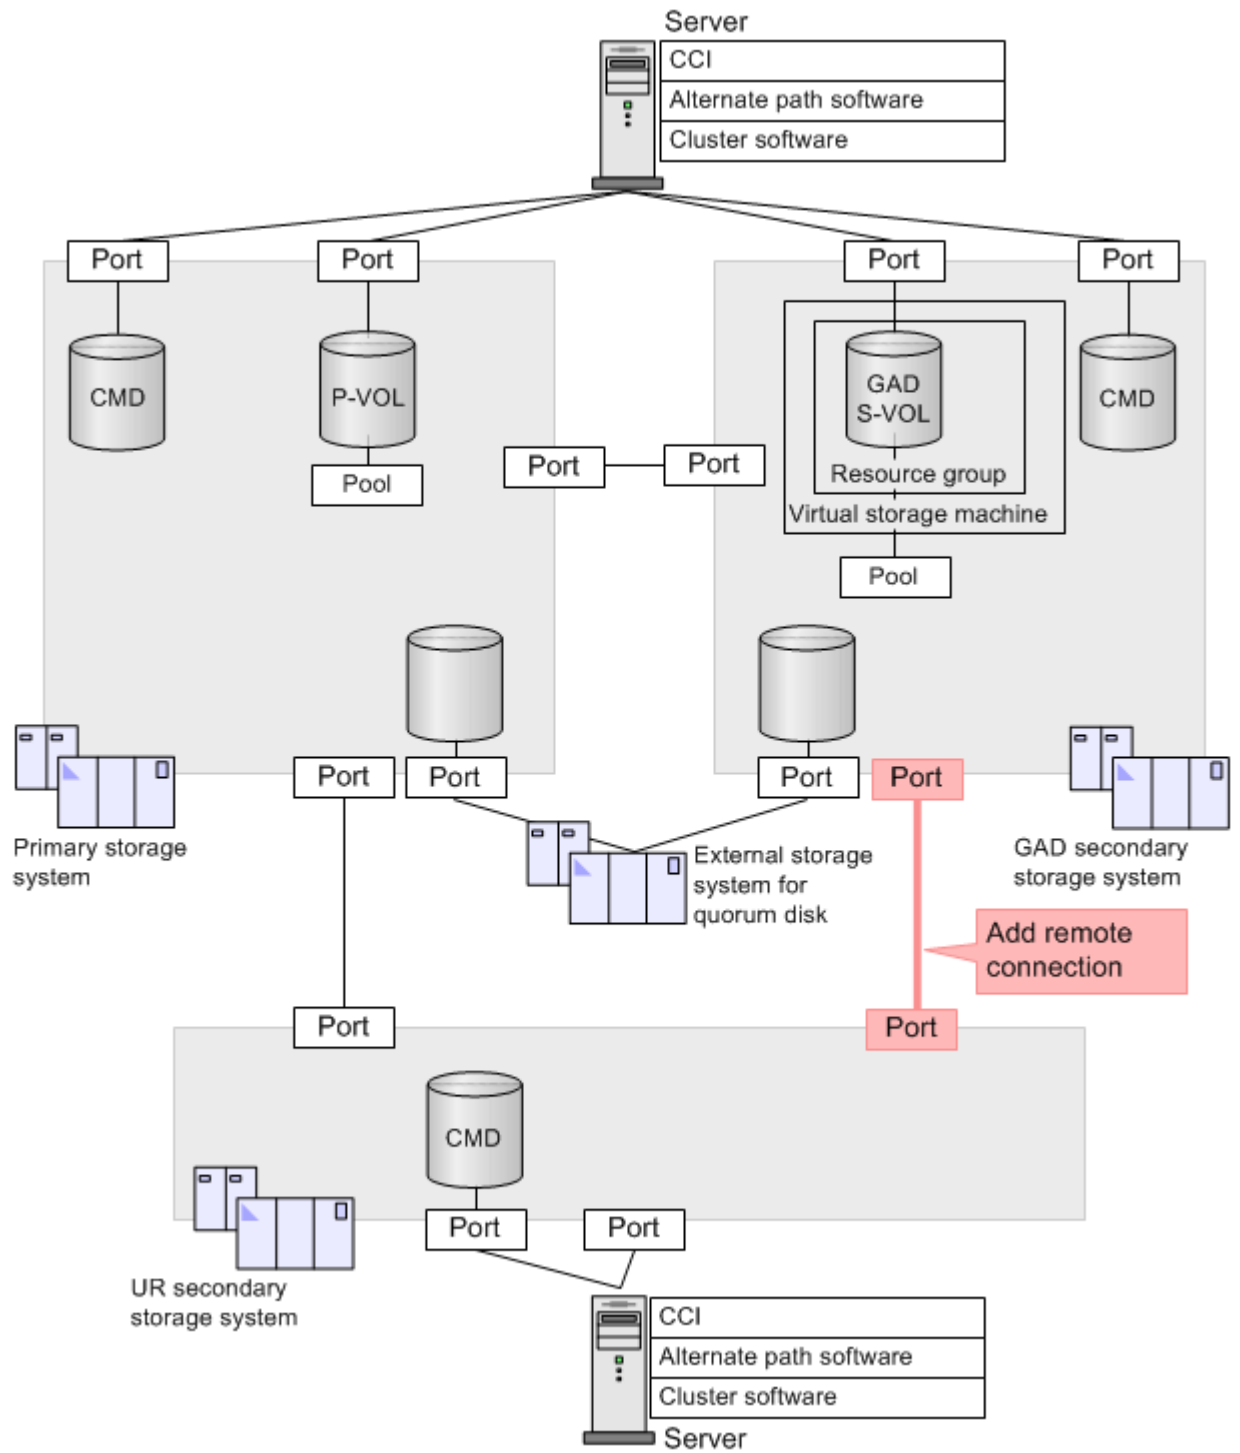 Server
CCI
Alternate path software
Cluster software
Port
Port
Port
Port
CMD
P-VOL
GAD
S-VOL
CMD
Port
Port
Pool
Resource group
Virtual storage machine
Pool
Port
Port
Port
Port
Primary storage
system
External storage
system for
quorum disk
GAD secondary
storage system
Add remote
connection
Port
Port
CMD
Port
Port
UR secondary
storage system
CCI
Alternate path software
Cluster software
Server